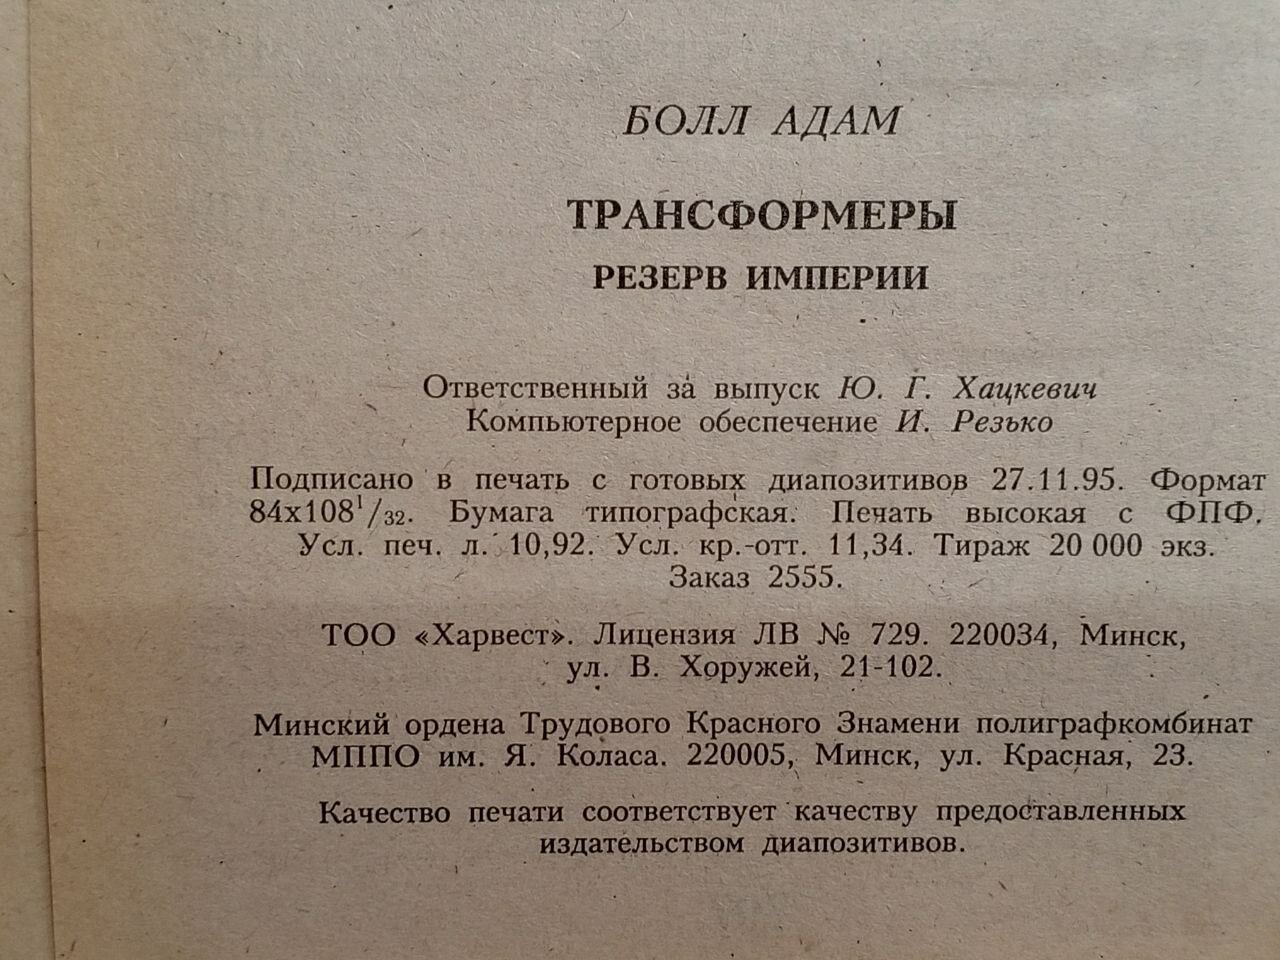 БОЛЛ АДАМ
ТРАНСФОРМЕРЫ
РЕЗЕРВ ИМПЕРИИ
Ответственный за выпуск Ю. Г. Хацкевич
Компьютерное обеспечение И. Резько
Подписано в печать с готовых диапозитивов 27.11.95. Формат
84х108¹/₃₂. Бумага типографская. Печать высокая с ФПФ.
Усл. печ. л. 10,92. Усл. кр.-отт. 11,34. Тираж 20 000 экз.
Заказ 2555.
ТОО «Харвест». Лицензия ЛВ № 729. 220034, Минск,
ул. В. Хоружей, 21-102.
Минский ордена Трудового Красного Знамени полиграфкомбинат
МППО им. Я. Коласа. 220005, Минск, ул. Красная, 23.
Качество печати соответствует качеству предоставленных
издательством диапозитивов.